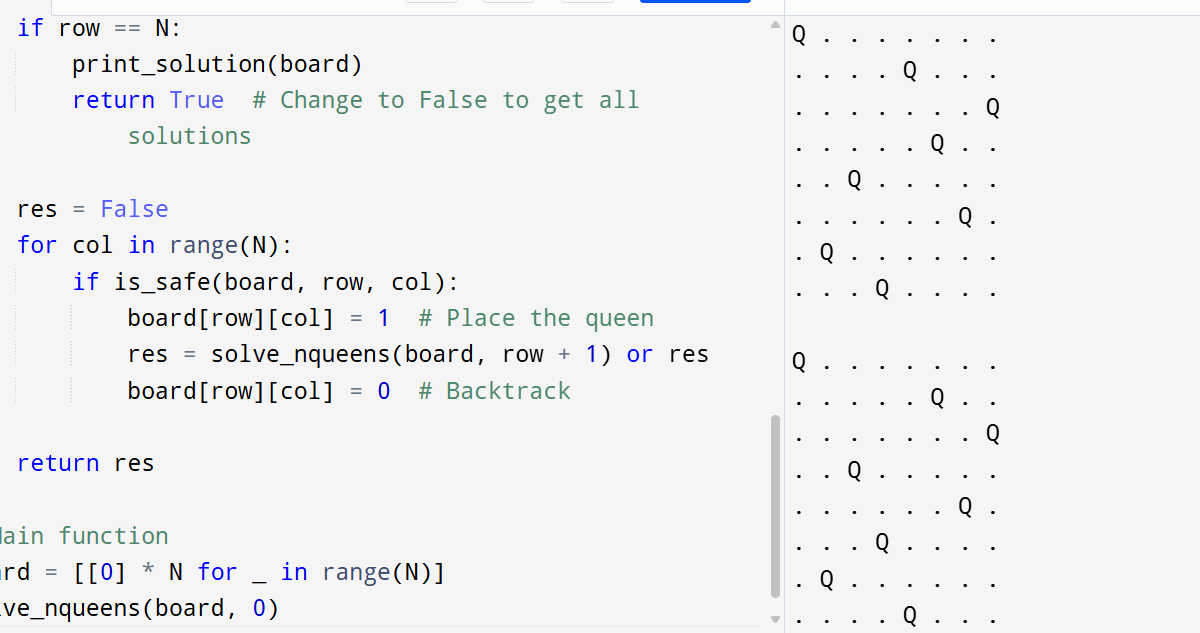 if row == N:
print_solution(board)
return True  # Change to False to get all
solutions
res = False
for col in range(N):
if is_safe(board, row, col):
board[row][col] = 1  # Place the queen
res = solve_nqueens(board, row + 1) or res
board[row][col] = 0  # Backtrack
return res
ain function
rd = [[0] * N for _ in range(N)]
ve_nqueens(board, 0)
Q . . . . . . .
. . . . Q . . .
. . . . . . . Q
. . . . . Q . .
. . Q . . . . .
. . . . . . Q .
. Q . . . . . .
. . . Q . . . .
Q . . . . . . .
. . . . . Q . .
. . . . . . . Q
. . Q . . . . .
. . . . . . Q .
. . . Q . . . .
. Q . . . . . .
. . . . Q . . .